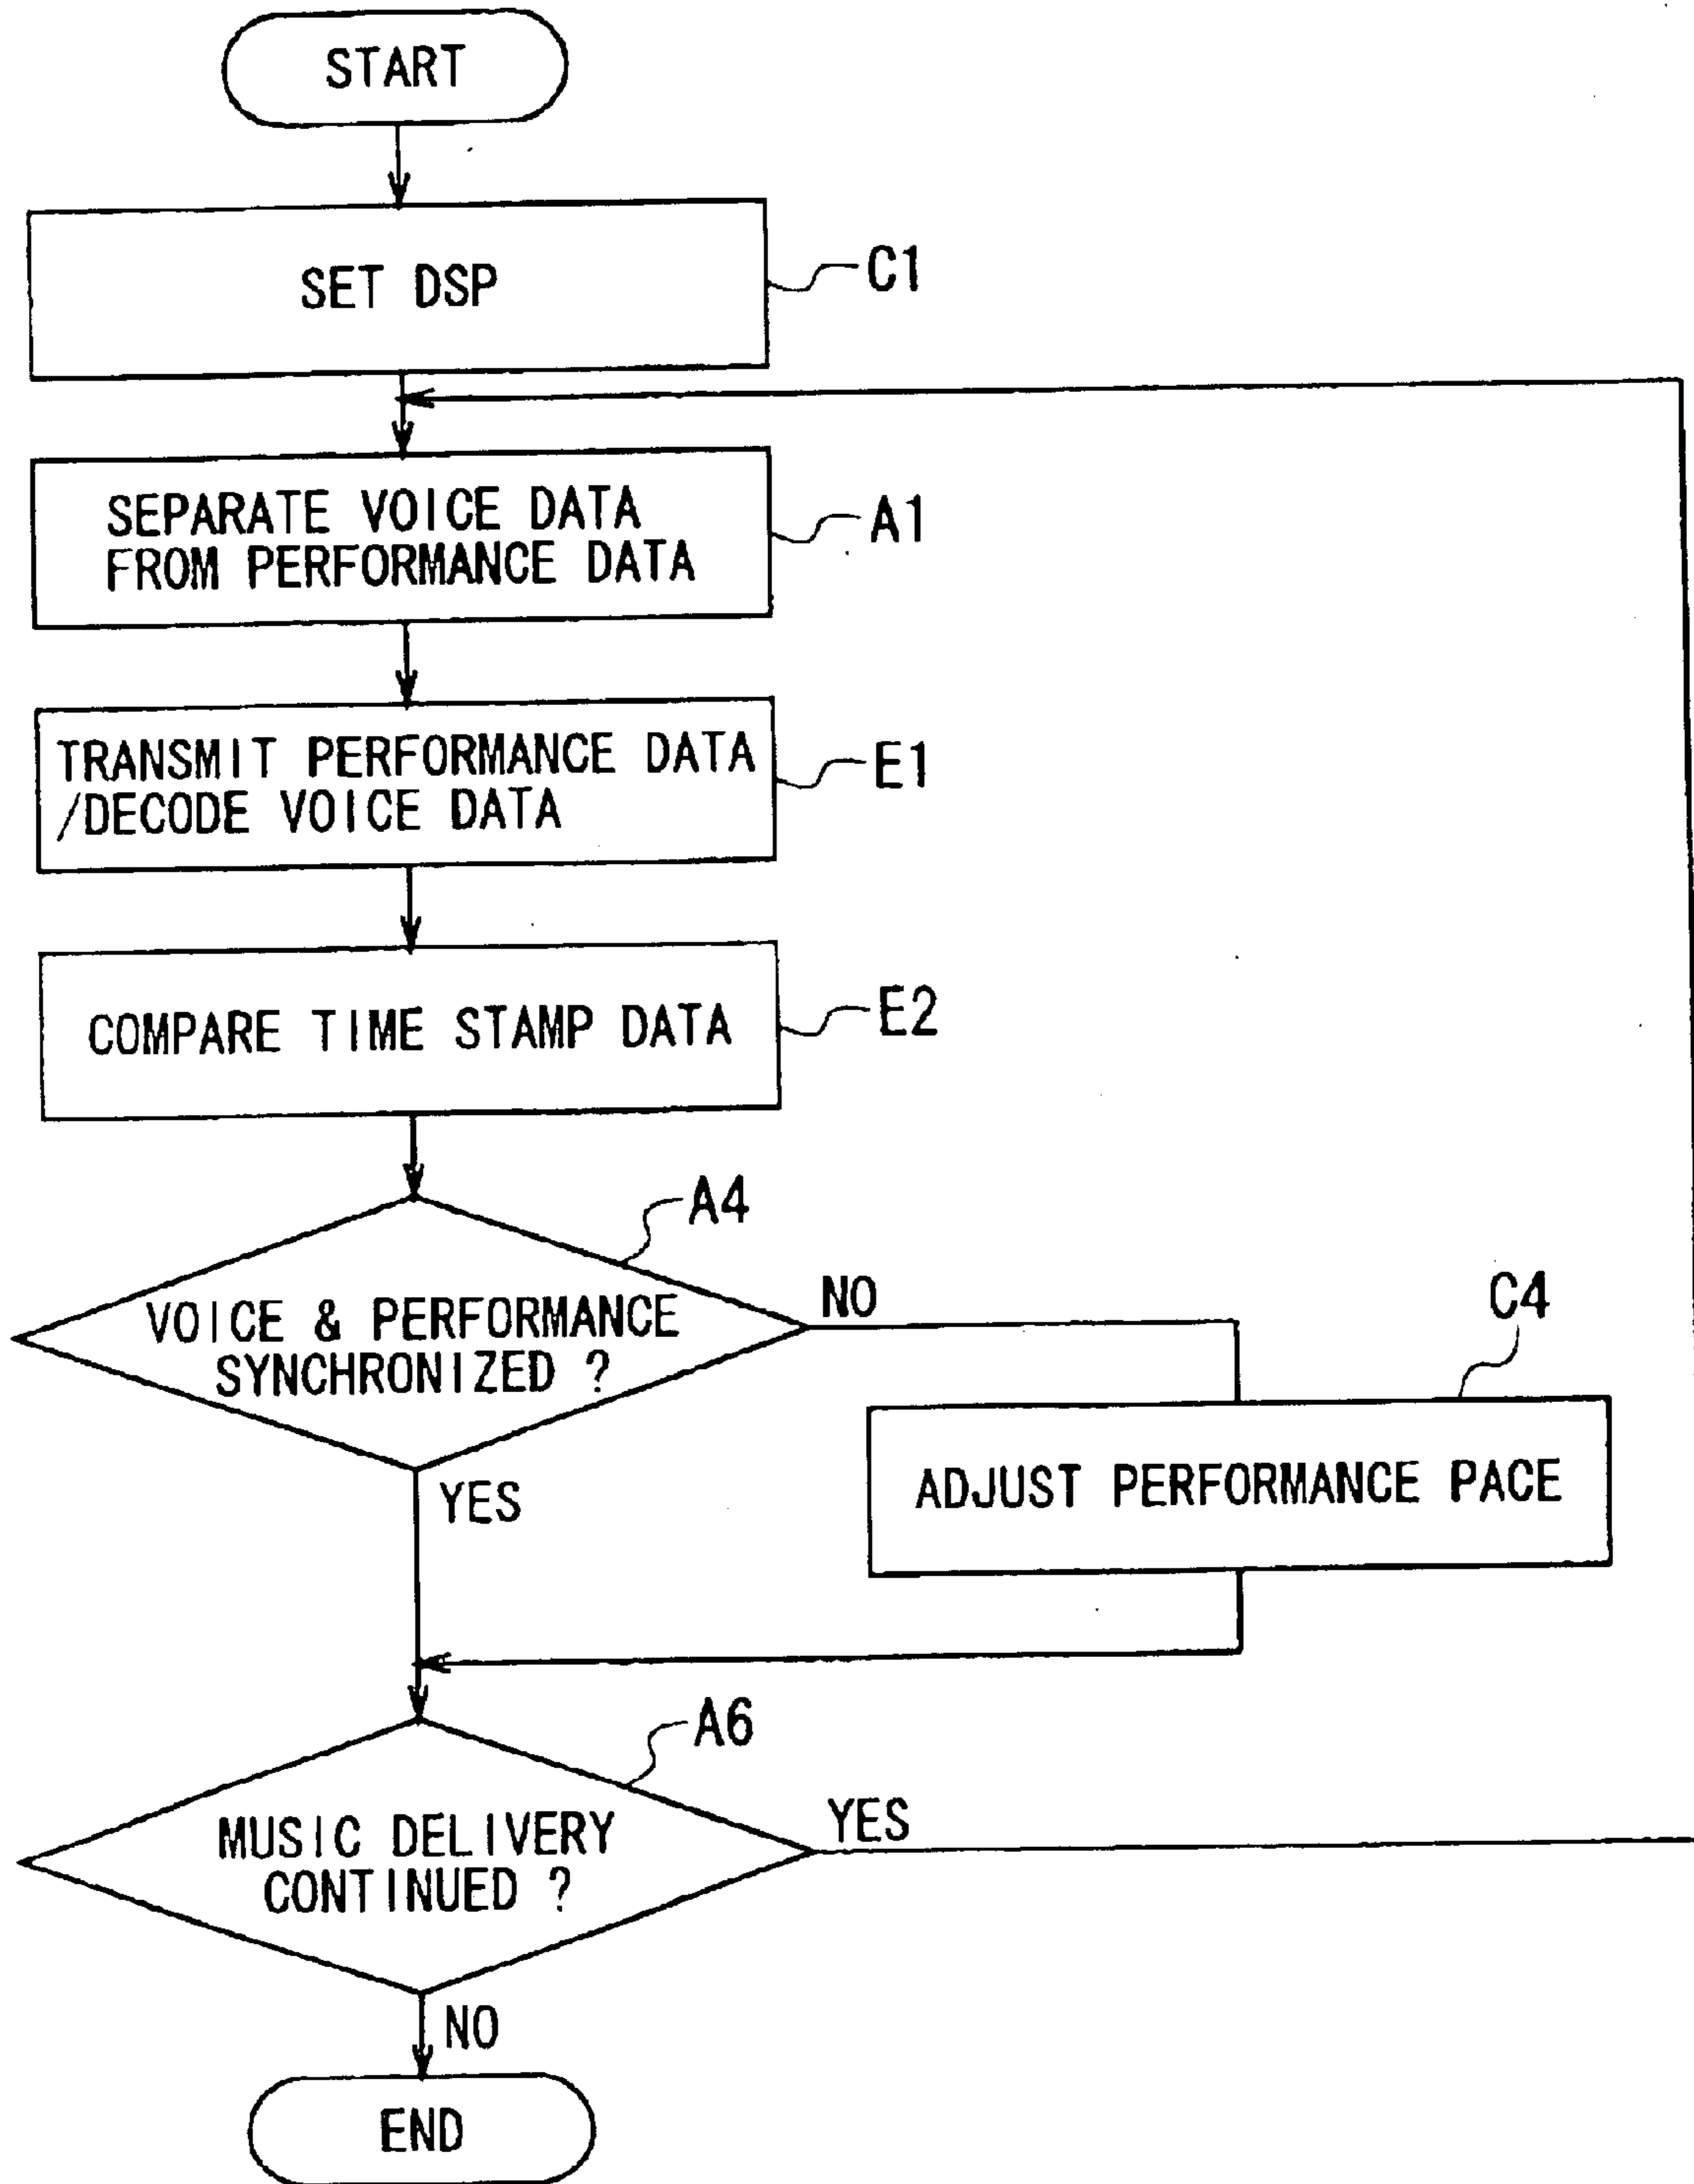 START
SET DSP
C1
SEPARATE VOICE DATA
FROM PERFORMANCE DATA
A1
TRANSMIT PERFORMANCE DATA
/DECODE VOICE DATA
E1
COMPARE TIME STAMP DATA
E2
A4
VOICE & PERFORMANCE
SYNCHRONIZED ?
NO
C4
YES
ADJUST PERFORMANCE PACE
A6
MUSIC DELIVERY
CONTINUED ?
YES
NO
END